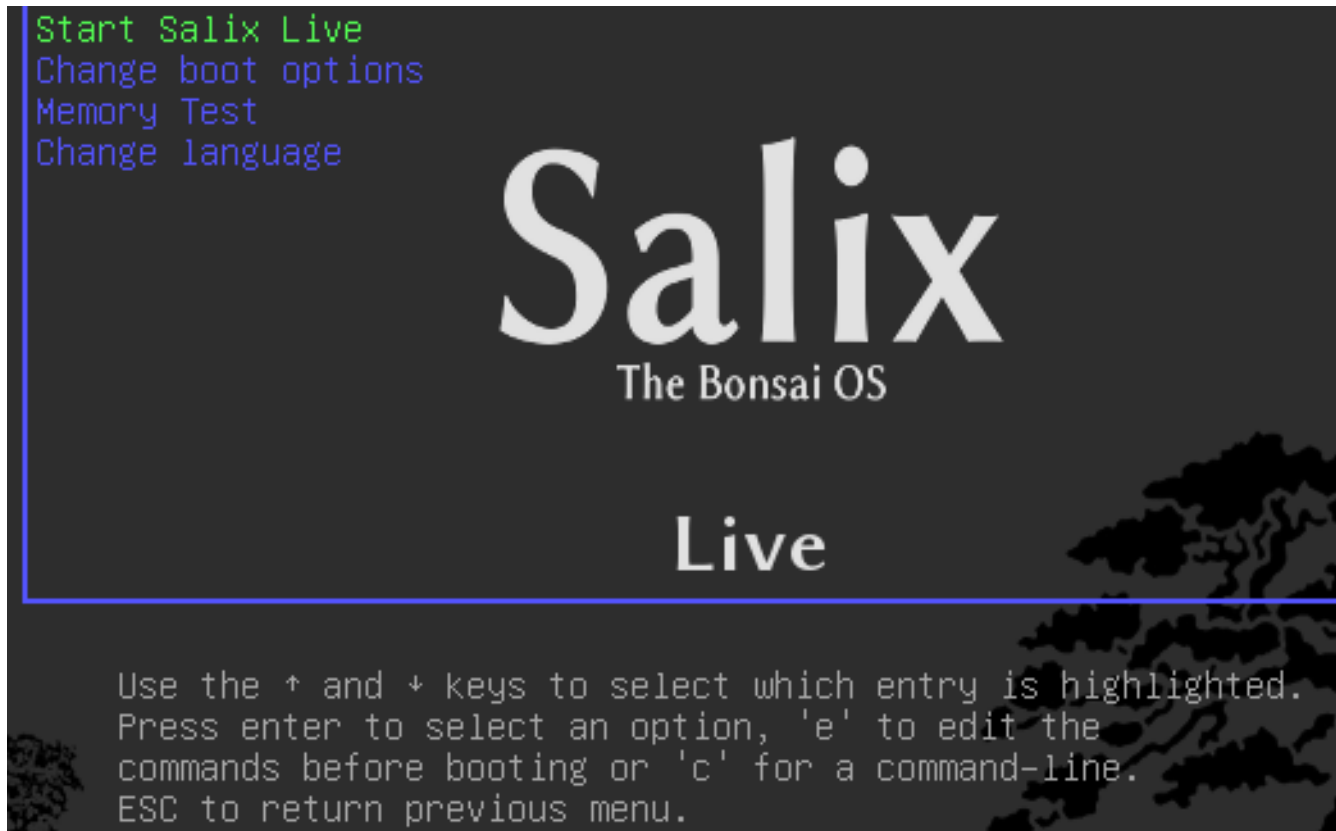 Start Salix Live
Change boot options
Memory Test
Change language
Salix
The Bonsai OS
Live
Use the ↑ and ↓ keys to select which entry is highlighted.
Press enter to select an option, 'e' to edit the
commands before booting or 'c' for a command-line.
ESC to return previous menu.